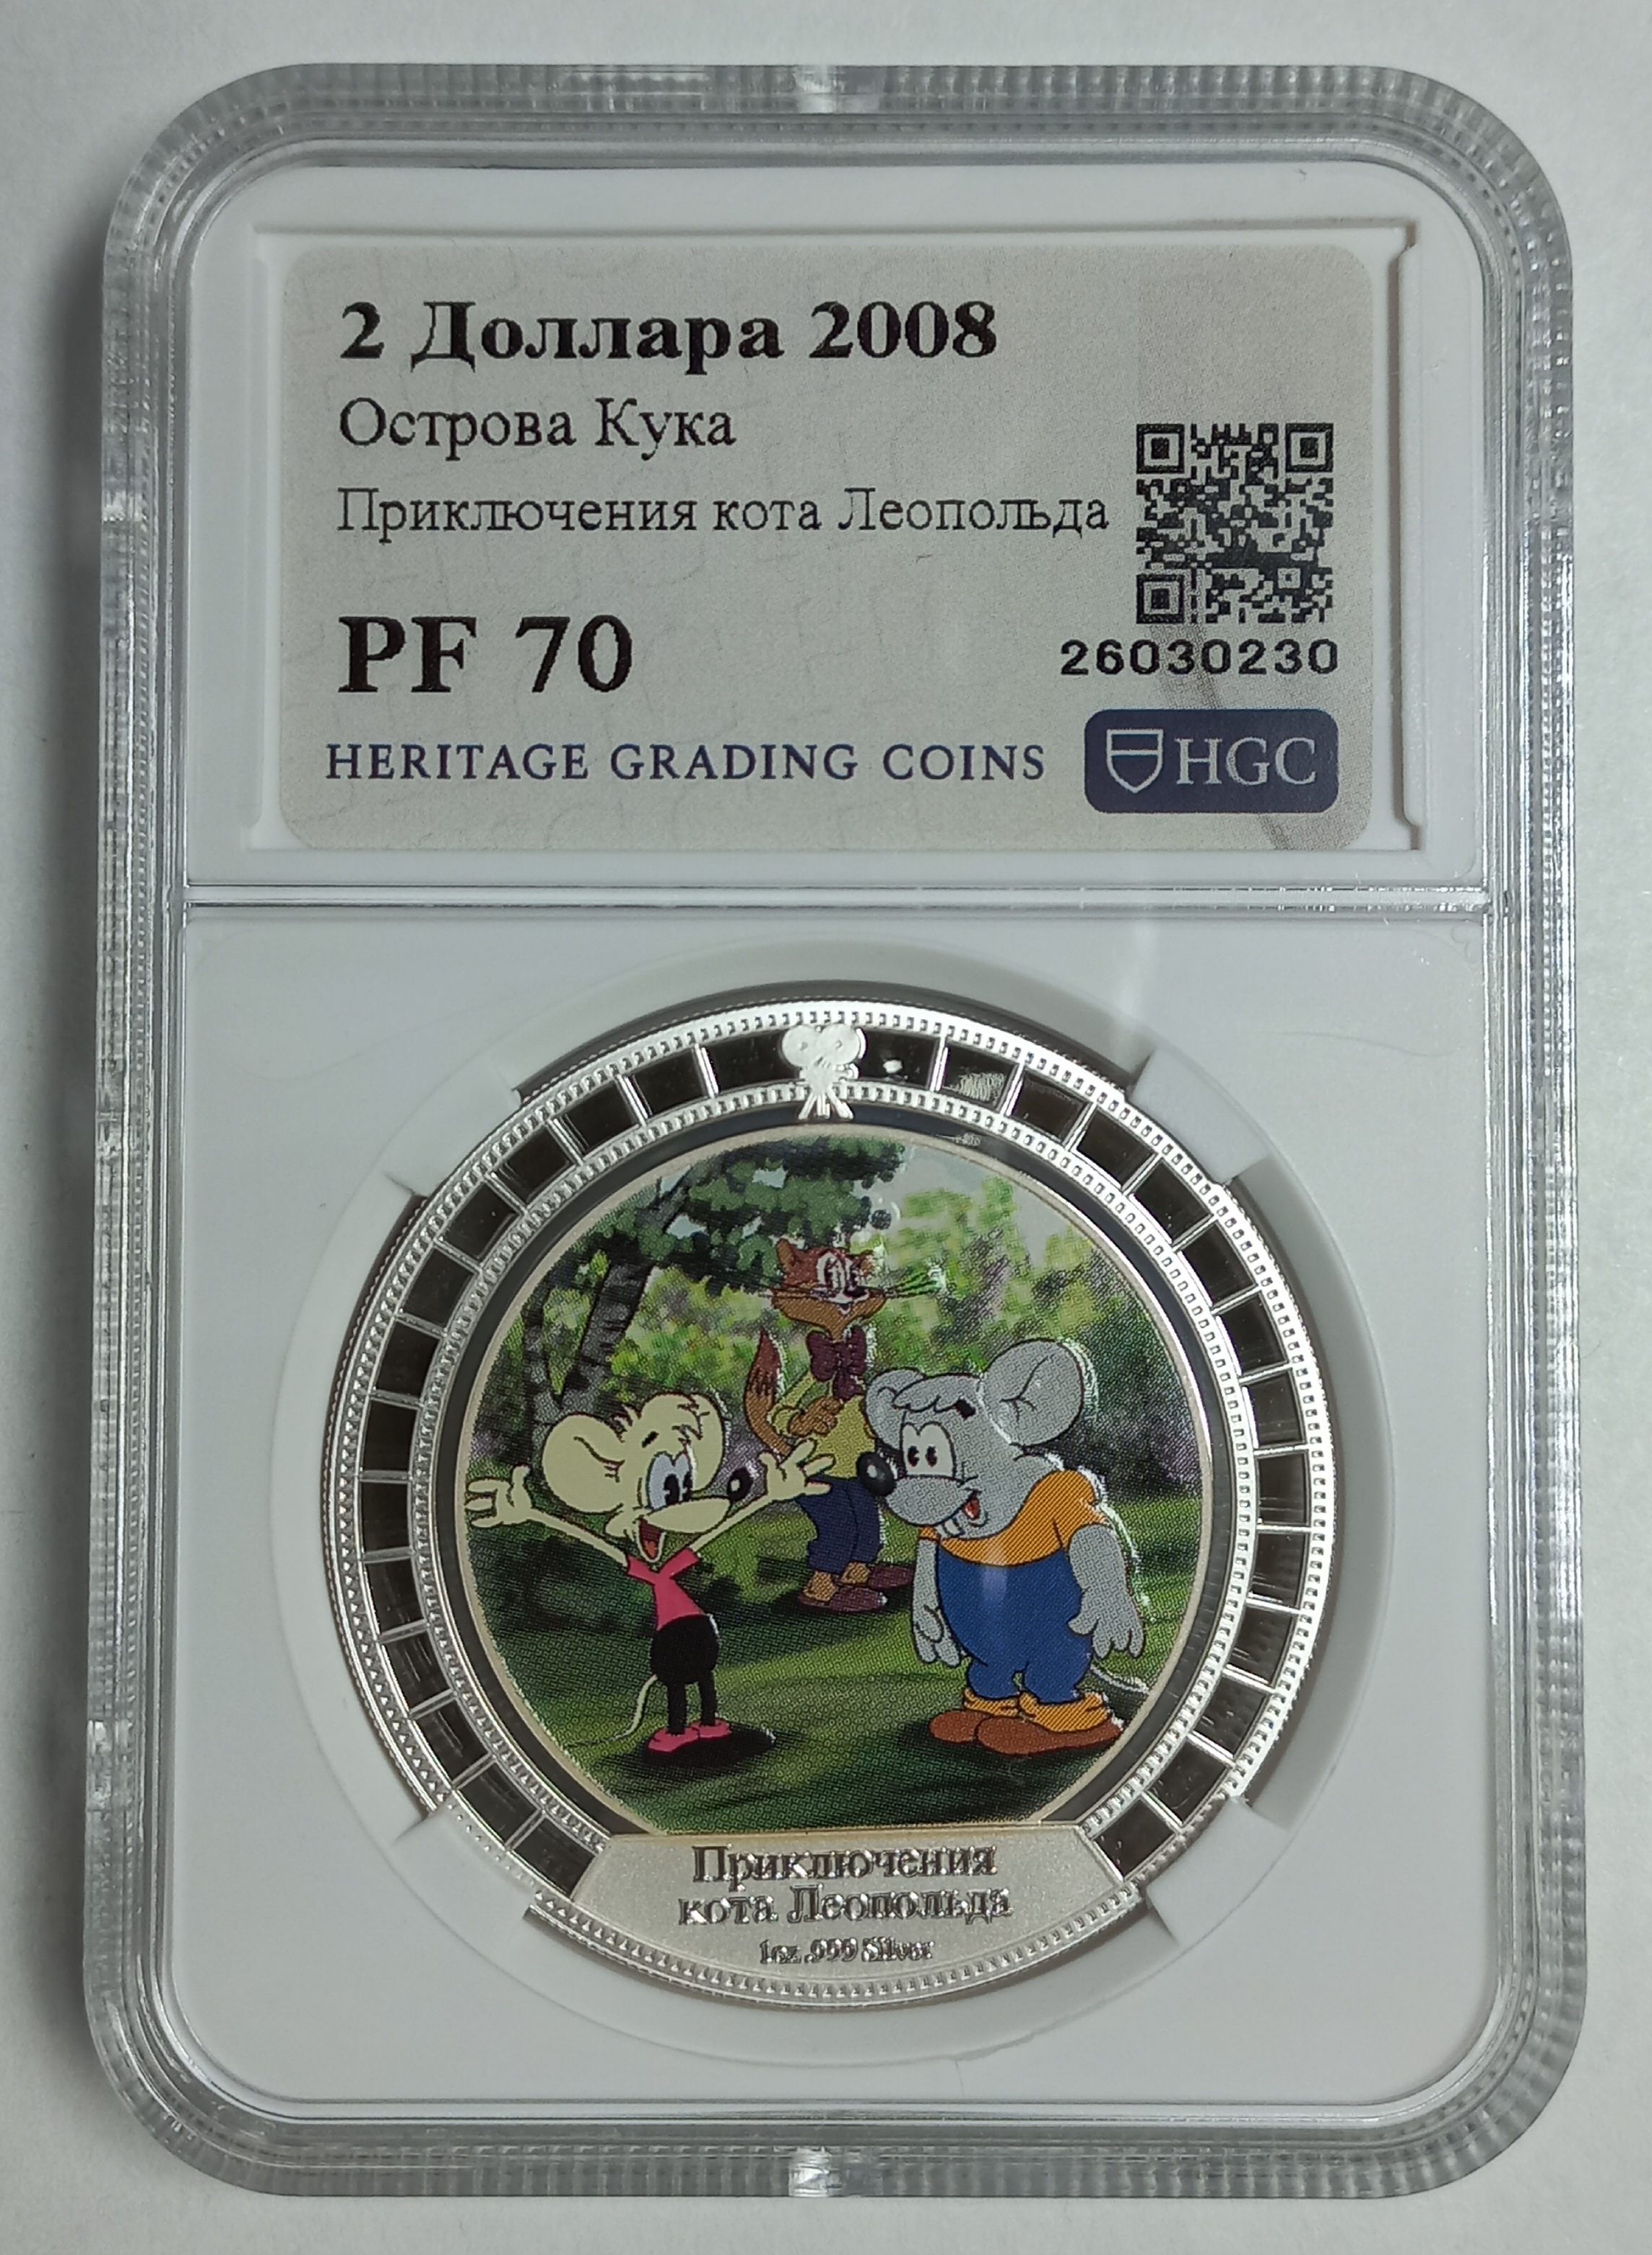 2 Доллара 2008
Острова Кука
Приключения кота Леопольда
PF 70
26030230
HERITAGE GRADING COINS
HGC
Приключения
кота Леопольда
1oz .999 Silver